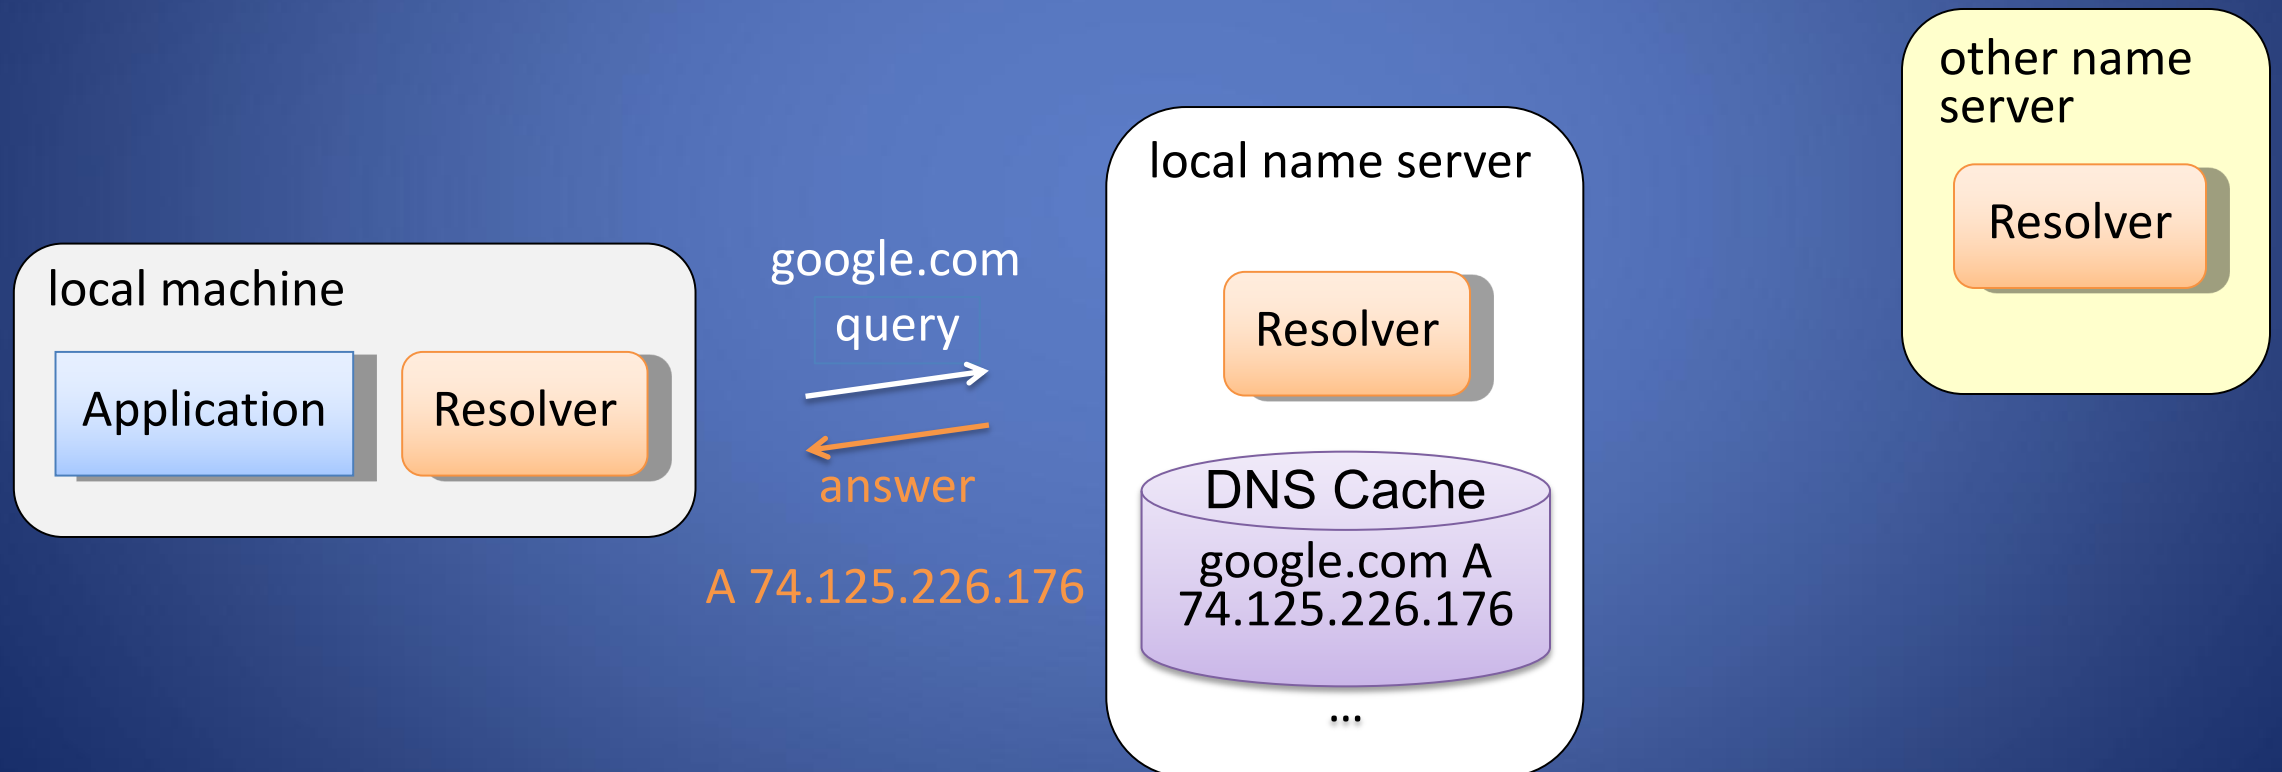 local machine
Application
Resolver
google.com
query
answer
A 74.125.226.176
local name server
Resolver
DNS Cache
google.com A
74.125.226.176
...
other name
server
Resolver